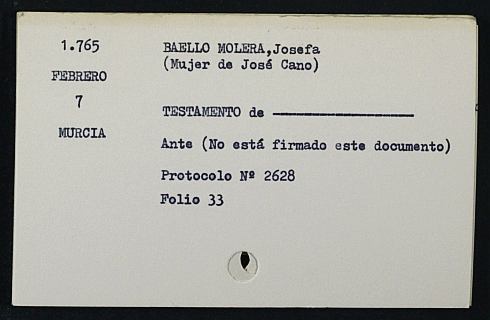 1.765
FEBRERO
7
MURCIA
BAELLO MOLERA,Josefa
(Mujer de José Cano)
TESTAMENTO de ————————
Ante (No está firmado este documento)
Protocolo Nº 2628
Folio 33